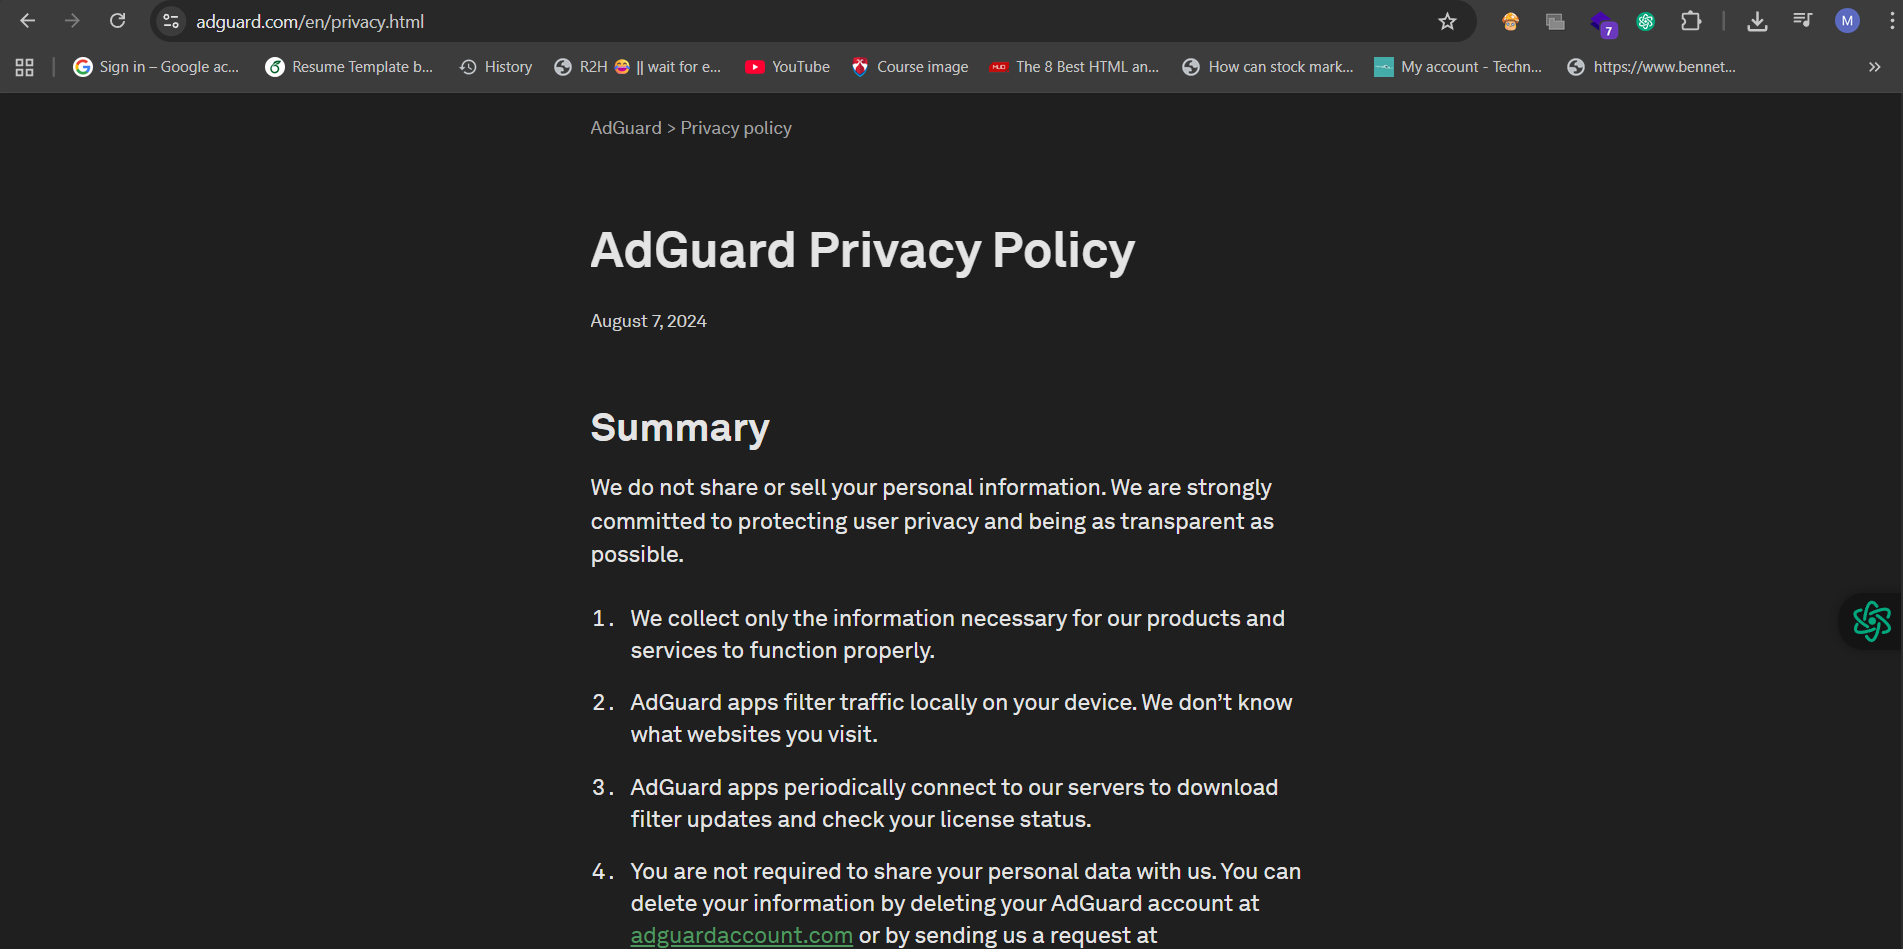 adguard.com/en/privacy.html
7
M
Sign in – Google ac...
Resume Template b...
History
R2H 😂 || wait for e...
YouTube
Course image
The 8 Best HTML an...
How can stock mark...
My account - Techn...
https://www.bennet...
AdGuard > Privacy policy
AdGuard Privacy Policy
August 7, 2024
Summary
We do not share or sell your personal information. We are strongly
committed to protecting user privacy and being as transparent as
possible.
1. We collect only the information necessary for our products and
services to function properly.
2. AdGuard apps filter traffic locally on your device. We don’t know
what websites you visit.
3. AdGuard apps periodically connect to our servers to download
filter updates and check your license status.
4. You are not required to share your personal data with us. You can
delete your information by deleting your AdGuard account at
adguardaccount.com or by sending us a request at